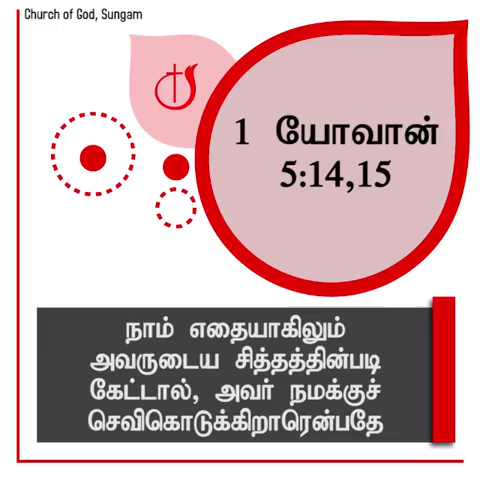 Church of God, Sungam
1 யோவான்
5:14,15
நாம் எதையாகிலும்
அவருடைய சித்தத்தின்படி
கேட்டால், அவர் நமக்குச்
செவிகொடுக்கிறாரென்பதே